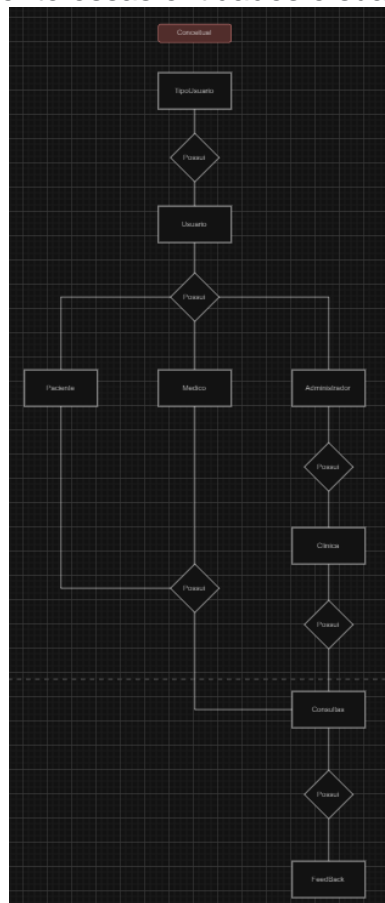 Conceitual
TipoUsuario
Possui
Usuario
Possui
Paciente
Medico
Administrador
Possui
Clinica
Possui
Possui
Consultas
Possui
FeedBack